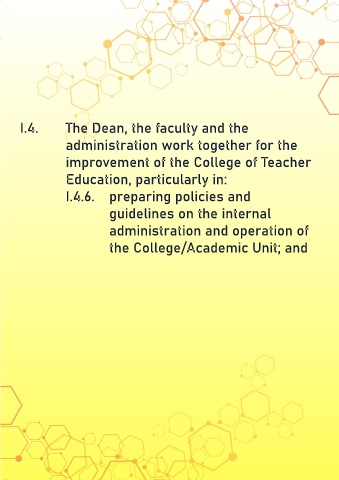 I.4. The Dean, the faculty and the
administration work together for the
improvement of the College of Teacher
Education, particularly in:
I.4.6. preparing policies and
guidelines on the internal
administration and operation of
the College/Academic Unit; and